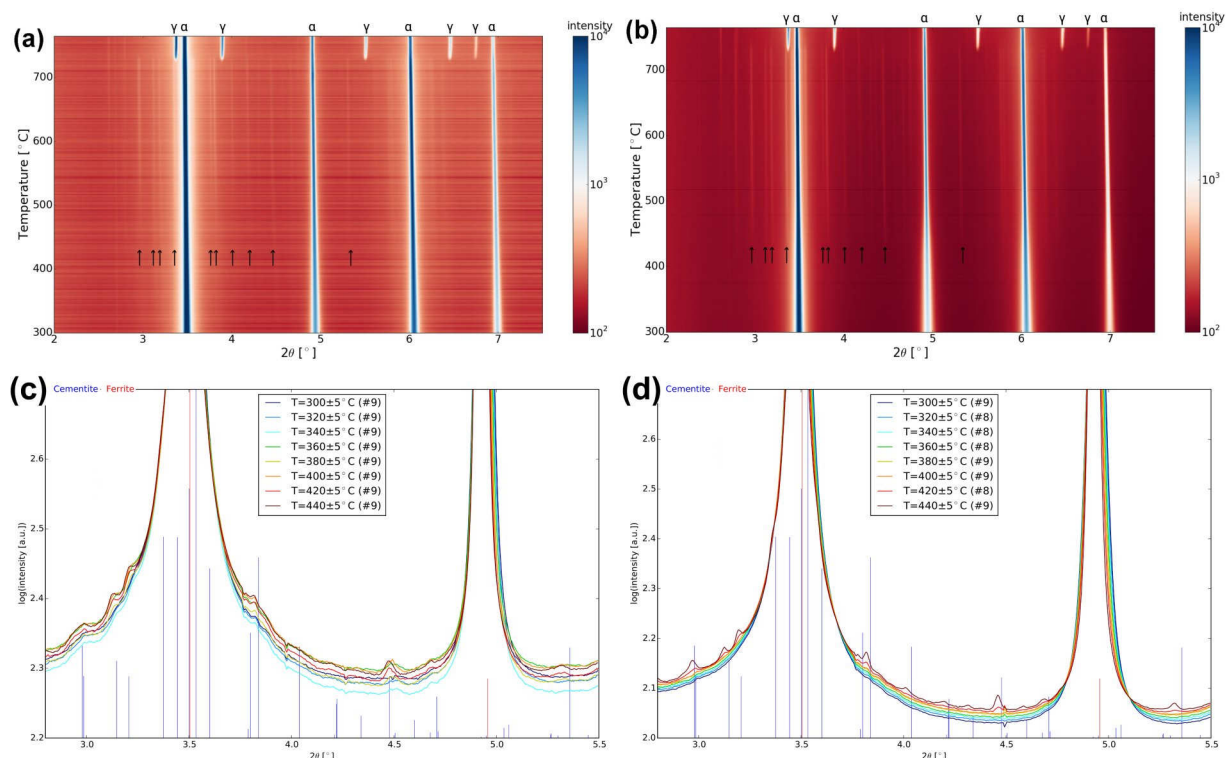 (a)
γ α γ α γ α γ γ α
intensity
10⁴
10³
10²
Temperature [°C]
700
600
500
400
300
2 3 4 5 6 7
2θ [°]
(b)
γ α γ α γ α γ γ α
intensity
10⁴
10³
10²
Temperature [°C]
700
600
500
400
300
2 3 4 5 6 7
2θ [°]
(c)
Cementite Ferrite
T=300±5°C (#9)
T=320±5°C (#9)
T=340±5°C (#9)
T=360±5°C (#9)
T=380±5°C (#9)
T=400±5°C (#9)
T=420±5°C (#9)
T=440±5°C (#9)
log(intensity [a.u.])
2.6
2.5
2.4
2.3
2.2
3.0 3.5 4.0 4.5 5.0 5.5
2θ [°]
(d)
Cementite Ferrite
T=300±5°C (#9)
T=320±5°C (#8)
T=340±5°C (#8)
T=360±5°C (#8)
T=380±5°C (#9)
T=400±5°C (#9)
T=420±5°C (#8)
T=440±5°C (#9)
log(intensity [a.u.])
2.6
2.5
2.4
2.3
2.2
2.1
2.0
3.0 3.5 4.0 4.5 5.0 5.5
2θ [°]